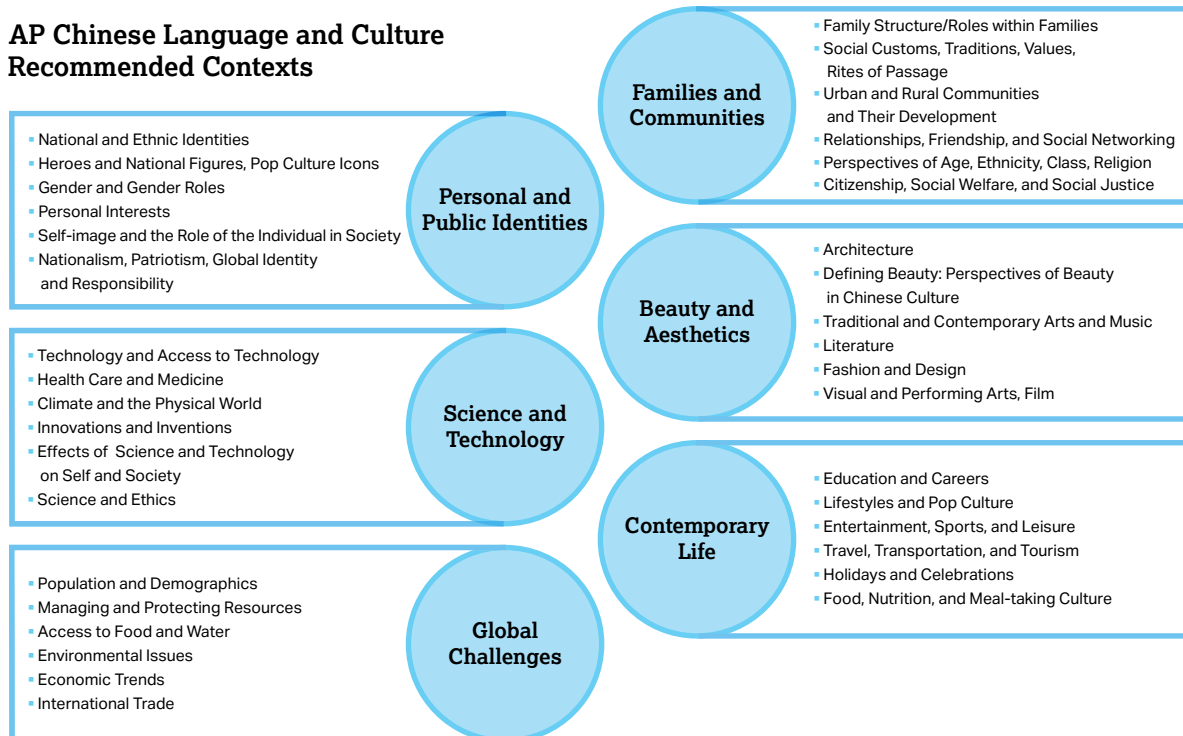 AP Chinese Language and Culture
Recommended Contexts
▪ National and Ethnic Identities
▪ Heroes and National Figures, Pop Culture Icons
▪ Gender and Gender Roles
▪ Personal Interests
▪ Self-image and the Role of the Individual in Society
▪ Nationalism, Patriotism, Global Identity
and Responsibility
Personal and
Public Identities
▪ Technology and Access to Technology
▪ Health Care and Medicine
▪ Climate and the Physical World
▪ Innovations and Inventions
▪ Effects of Science and Technology
on Self and Society
▪ Science and Ethics
Science and
Technology
▪ Population and Demographics
▪ Managing and Protecting Resources
▪ Access to Food and Water
▪ Environmental Issues
▪ Economic Trends
▪ International Trade
Global
Challenges
Families and
Communities
▪ Family Structure/Roles within Families
▪ Social Customs, Traditions, Values,
Rites of Passage
▪ Urban and Rural Communities
and Their Development
▪ Relationships, Friendship, and Social Networking
▪ Perspectives of Age, Ethnicity, Class, Religion
▪ Citizenship, Social Welfare, and Social Justice
Beauty and
Aesthetics
▪ Architecture
▪ Defining Beauty: Perspectives of Beauty
in Chinese Culture
▪ Traditional and Contemporary Arts and Music
▪ Literature
▪ Fashion and Design
▪ Visual and Performing Arts, Film
Contemporary
Life
▪ Education and Careers
▪ Lifestyles and Pop Culture
▪ Entertainment, Sports, and Leisure
▪ Travel, Transportation, and Tourism
▪ Holidays and Celebrations
▪ Food, Nutrition, and Meal-taking Culture